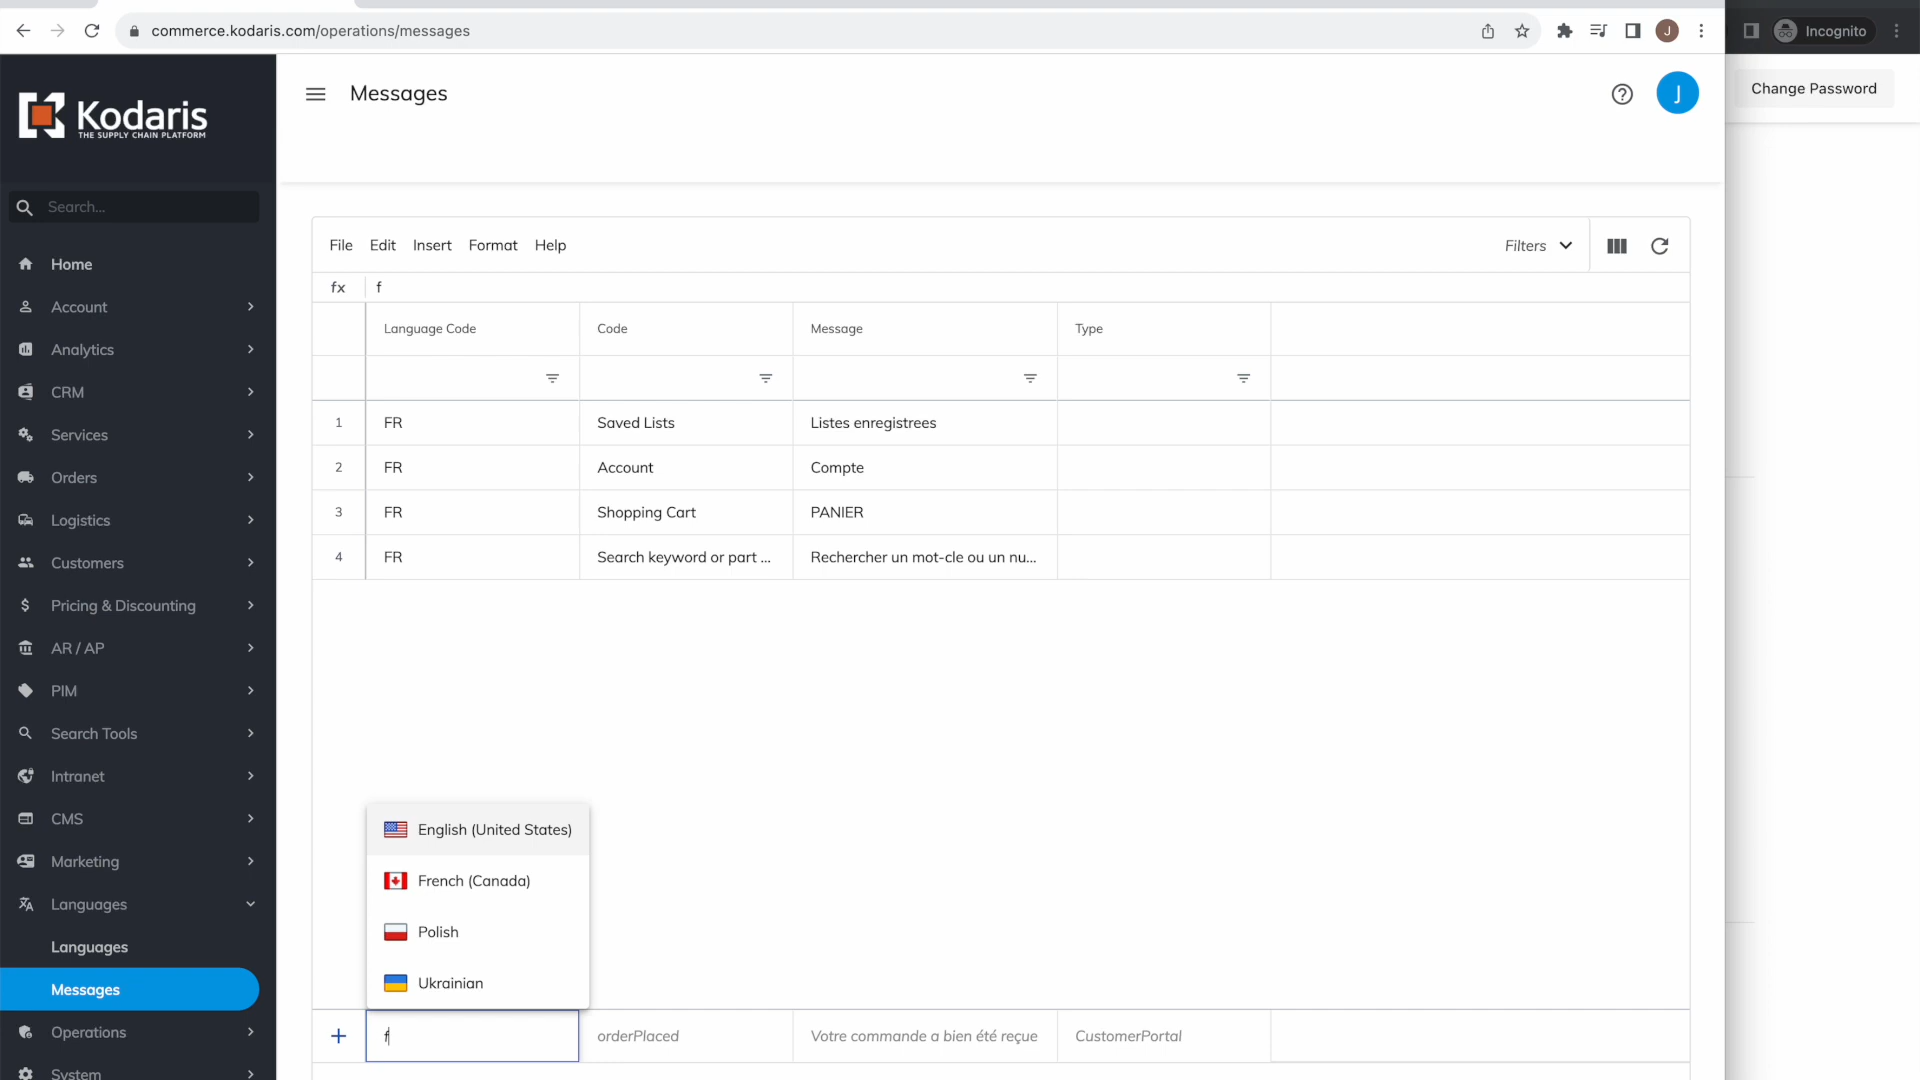 commerce.kodaris.com/operations/messages
J
Incognito
Kodaris
THE SUPPLY CHAIN PLATFORM
Messages
J
Change Password
Search...
Home
Account
Analytics
CRM
Services
Orders
Logistics
Customers
Pricing & Discounting
AR / AP
PIM
Search Tools
Intranet
CMS
Marketing
Languages
Languages
Messages
Operations
System
File Edit Insert Format Help Filters
fx f
Language Code Code Message Type
1 FR Saved Lists Listes enregistrees
2 FR Account Compte
3 FR Shopping Cart PANIER
4 FR Search keyword or part ... Rechercher un mot-cle ou un nu...
English (United States)
French (Canada)
Polish
Ukrainian
+ f orderPlaced Votre commande a bien été reçue CustomerPortal